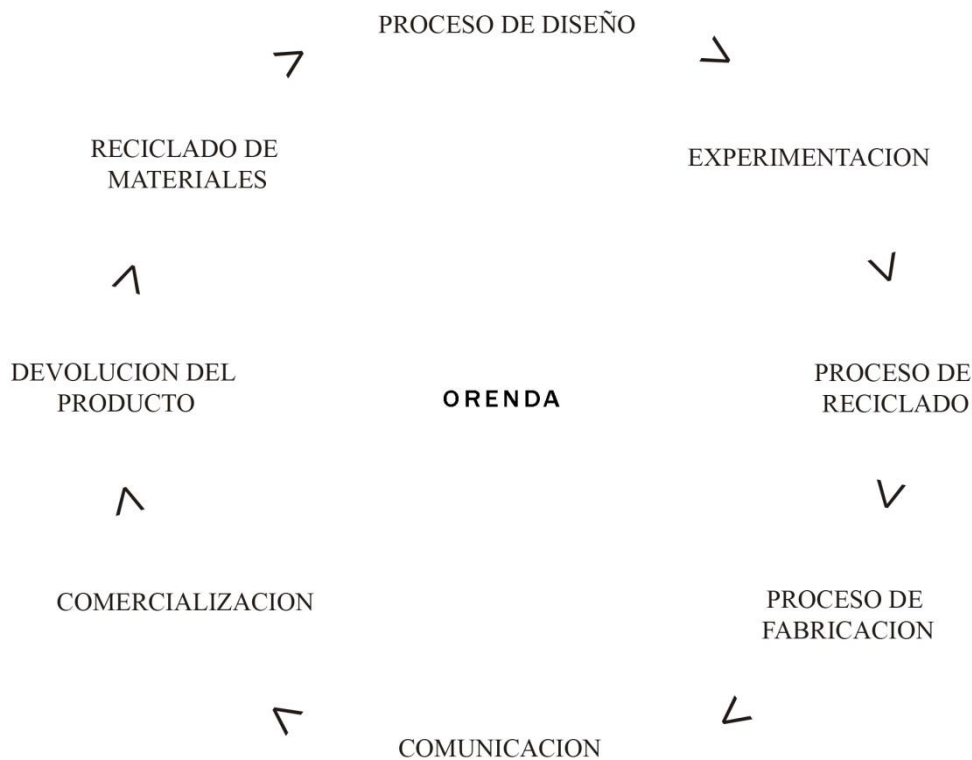 PROCESO DE DISEÑO
EXPERIMENTACION
PROCESO DE
RECICLADO
PROCESO DE
FABRICACION
COMUNICACION
COMERCIALIZACION
DEVOLUCION DEL
PRODUCTO
RECICLADO DE
MATERIALES
ORENDA